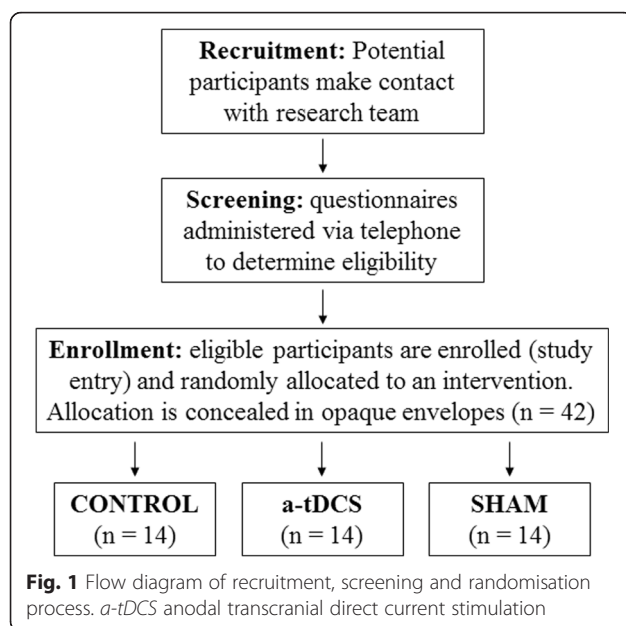 Recruitment: Potential
participants make contact
with research team
Screening: questionnaires
administered via telephone
to determine eligibility
Enrollment: eligible participants are enrolled (study
entry) and randomly allocated to an intervention.
Allocation is concealed in opaque envelopes (n = 42)
CONTROL
(n = 14)
a-tDCS
(n = 14)
SHAM
(n = 14)
Fig. 1 Flow diagram of recruitment, screening and randomisation
process. a-tDCS anodal transcranial direct current stimulation